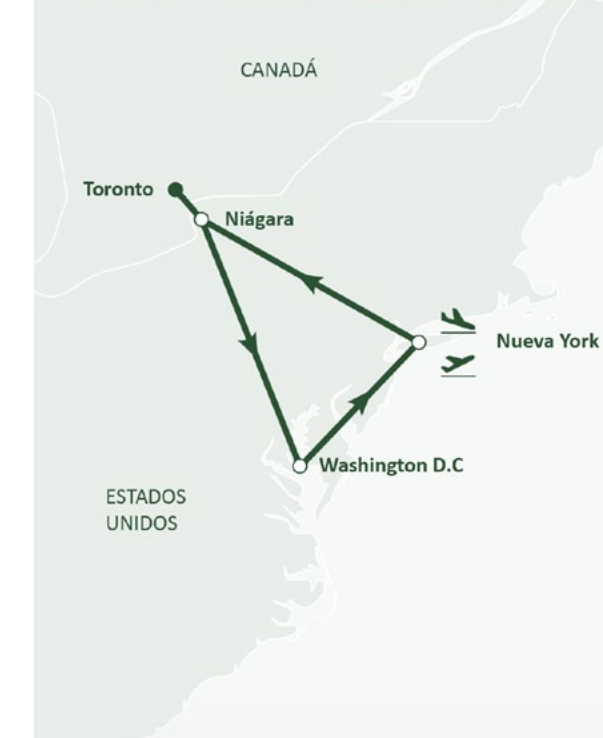 CANADÁ
Toronto
Niágara
Nueva York
Washington D.C
ESTADOS
UNIDOS